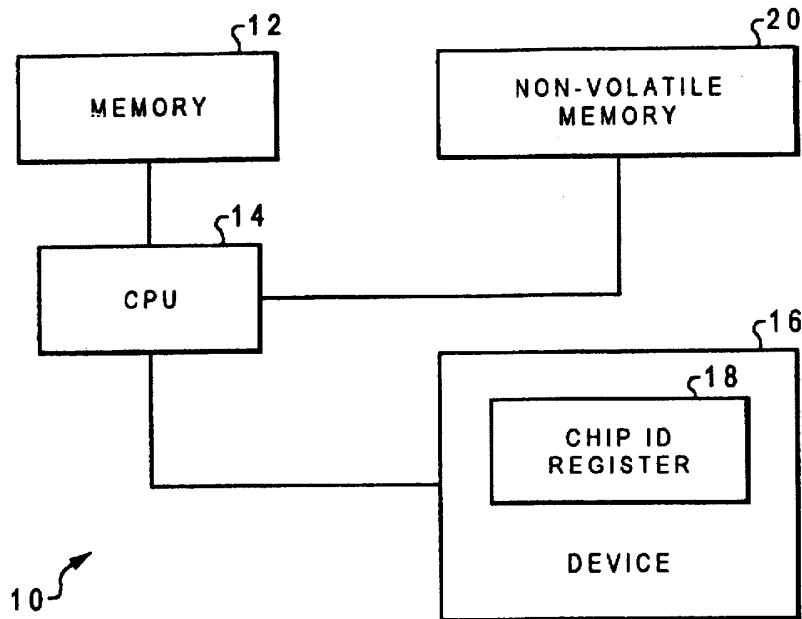 12
MEMORY
20
NON-VOLATILE
MEMORY
14
CPU
16
18
CHIP ID
REGISTER
DEVICE
10